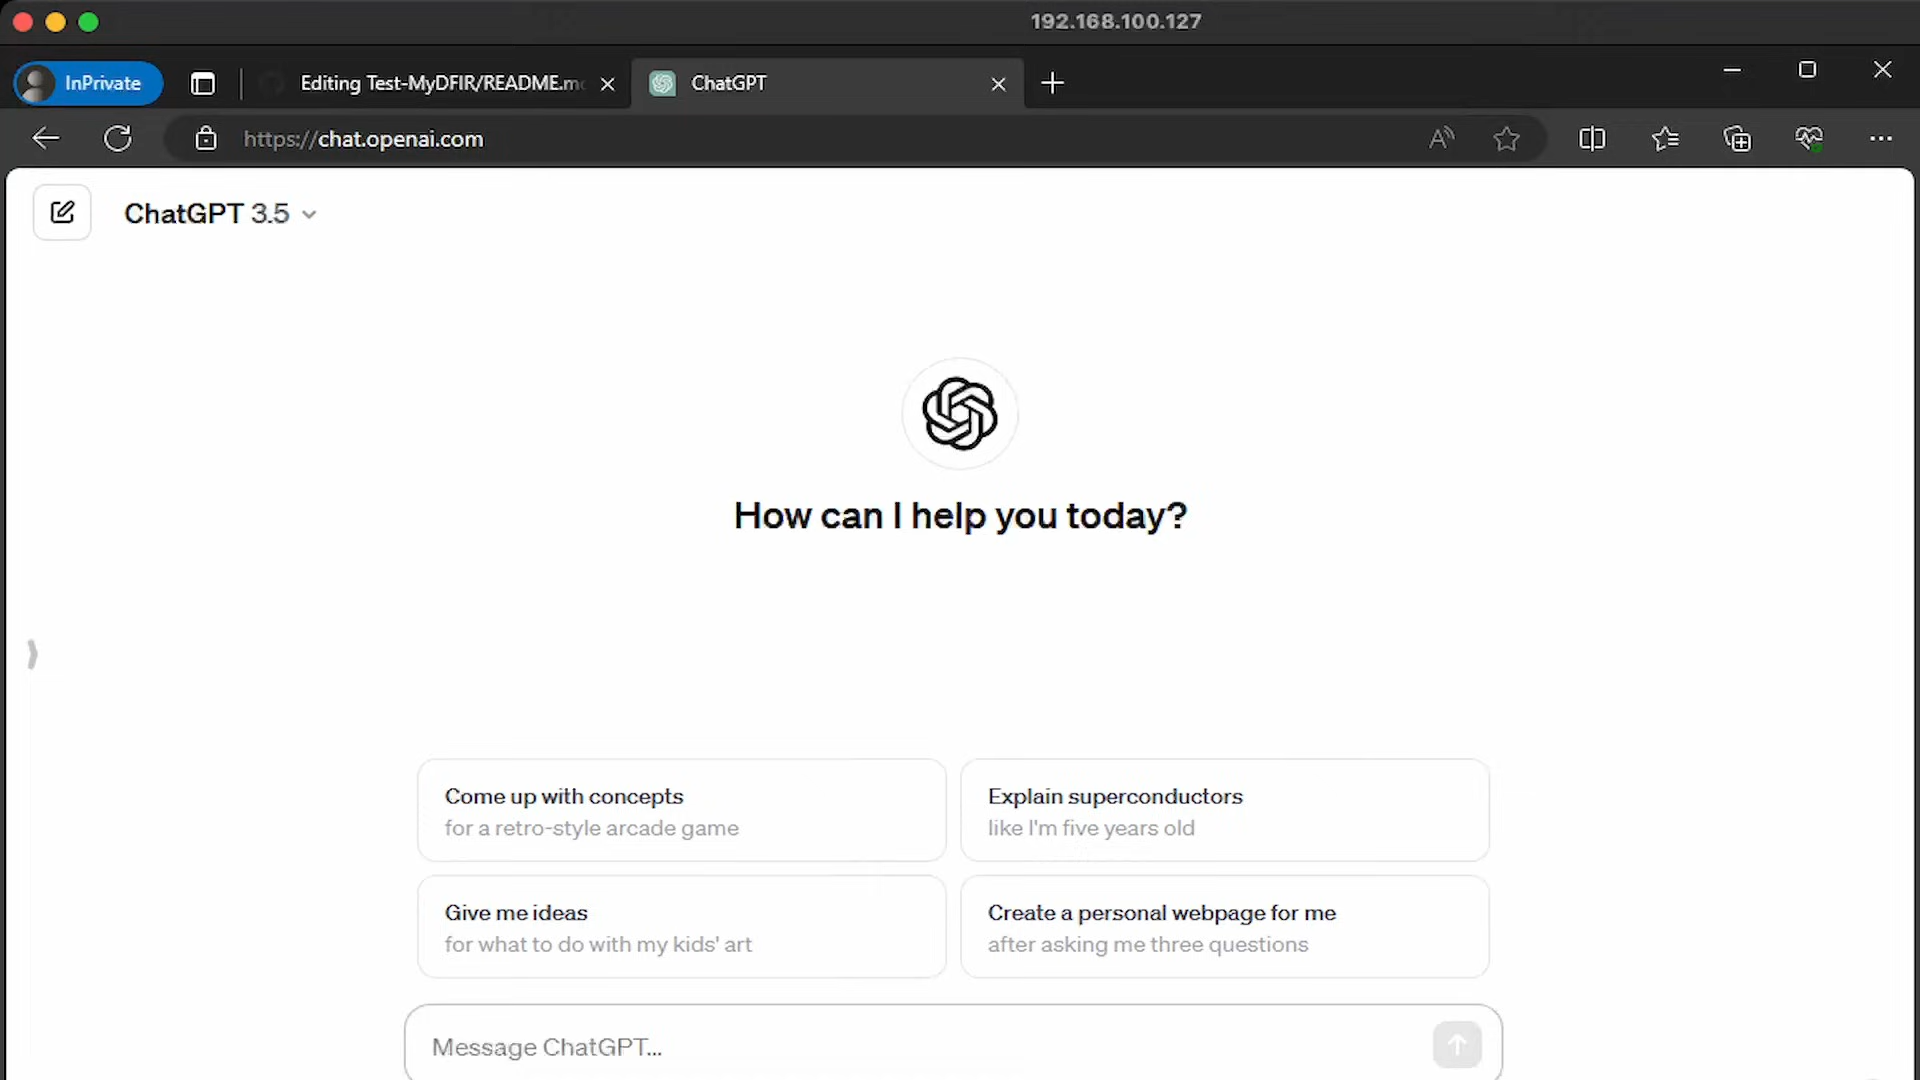 192.168.100.127
InPrivate
Editing Test-MyDFIR/README.m
ChatGPT
https://chat.openai.com
ChatGPT 3.5
How can I help you today?
Come up with concepts
for a retro-style arcade game
Explain superconductors
like I'm five years old
Give me ideas
for what to do with my kids' art
Create a personal webpage for me
after asking me three questions
Message ChatGPT...